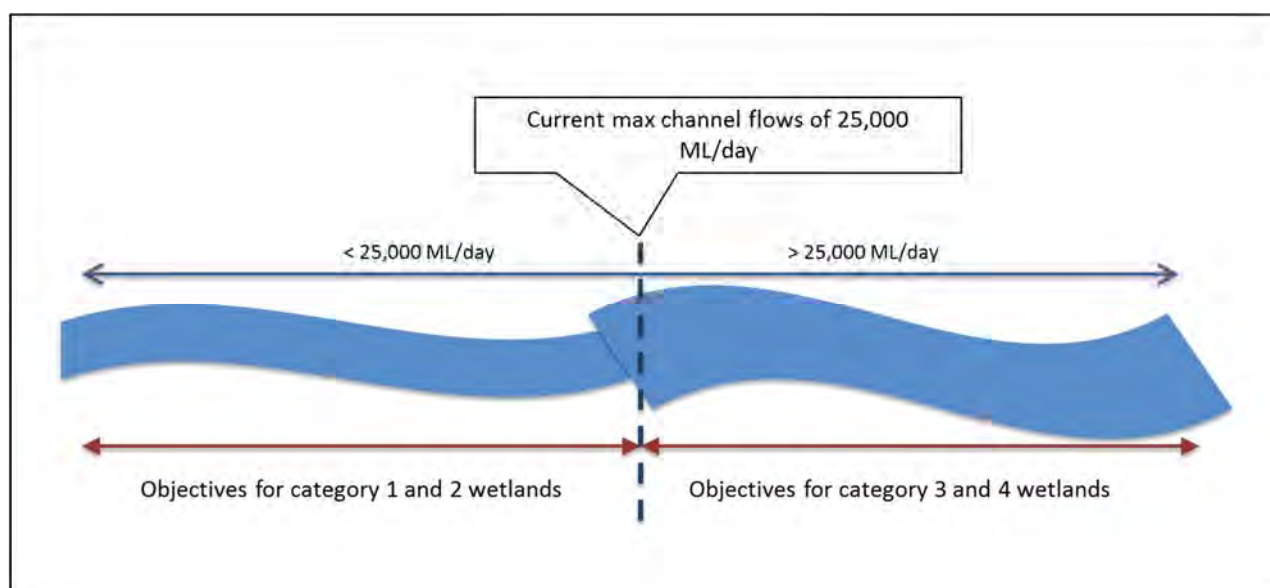 Current max channel flows of 25,000
ML/day
< 25,000 ML/day
> 25,000 ML/day
Objectives for category 1 and 2 wetlands
Objectives for category 3 and 4 wetlands